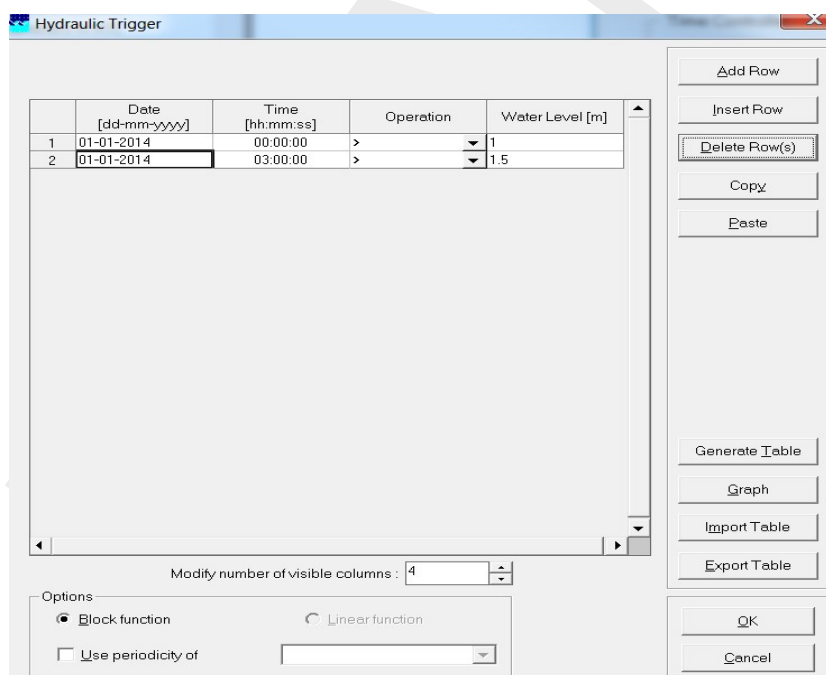 Hydraulic Trigger
Date
[dd-mm-yyyy]
Time
[hh:mm:ss]
Operation
Water Level [m]
1 01-01-2014 00:00:00 > 1
2 01-01-2014 03:00:00 > 1.5
Add Row
Insert Row
Delete Row(s)
Copy
Paste
Generate Table
Graph
Import Table
Export Table
Modify number of visible columns : 4
Options
Block function
Linear function
Use periodicity of
OK
Cancel